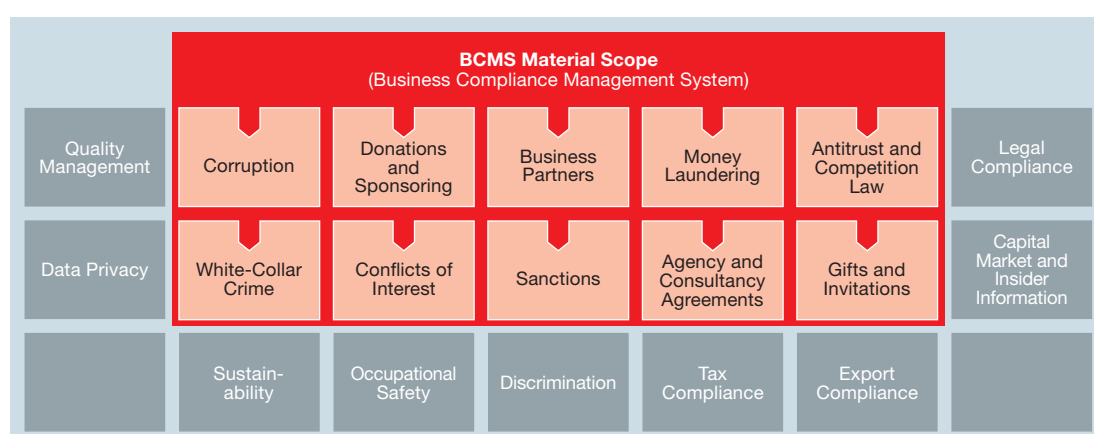 BCMS Material Scope
(Business Compliance Management System)
Quality
Management
Corruption
Donations
and
Sponsoring
Business
Partners
Money
Laundering
Antitrust and
Competition
Law
Legal
Compliance
Data Privacy
White-Collar
Crime
Conflicts of
Interest
Sanctions
Agency and
Consultancy
Agreements
Gifts and
Invitations
Capital
Market and
Insider
Information
Sustain-
ability
Occupational
Safety
Discrimination
Tax
Compliance
Export
Compliance